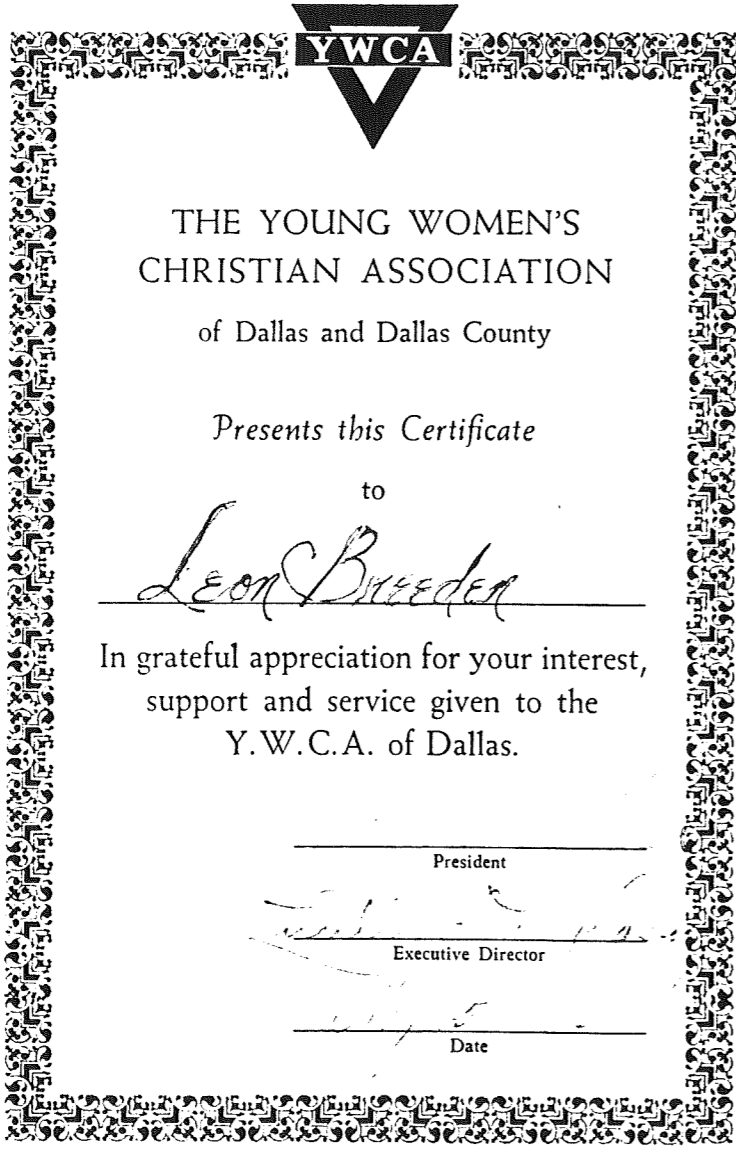 YWCA
THE YOUNG WOMEN'S
CHRISTIAN ASSOCIATION
of Dallas and Dallas County
Presents this Certificate
to
Leon Breeden
In grateful appreciation for your interest,
support and service given to the
Y.W.C.A. of Dallas.
President
Executive Director
Date